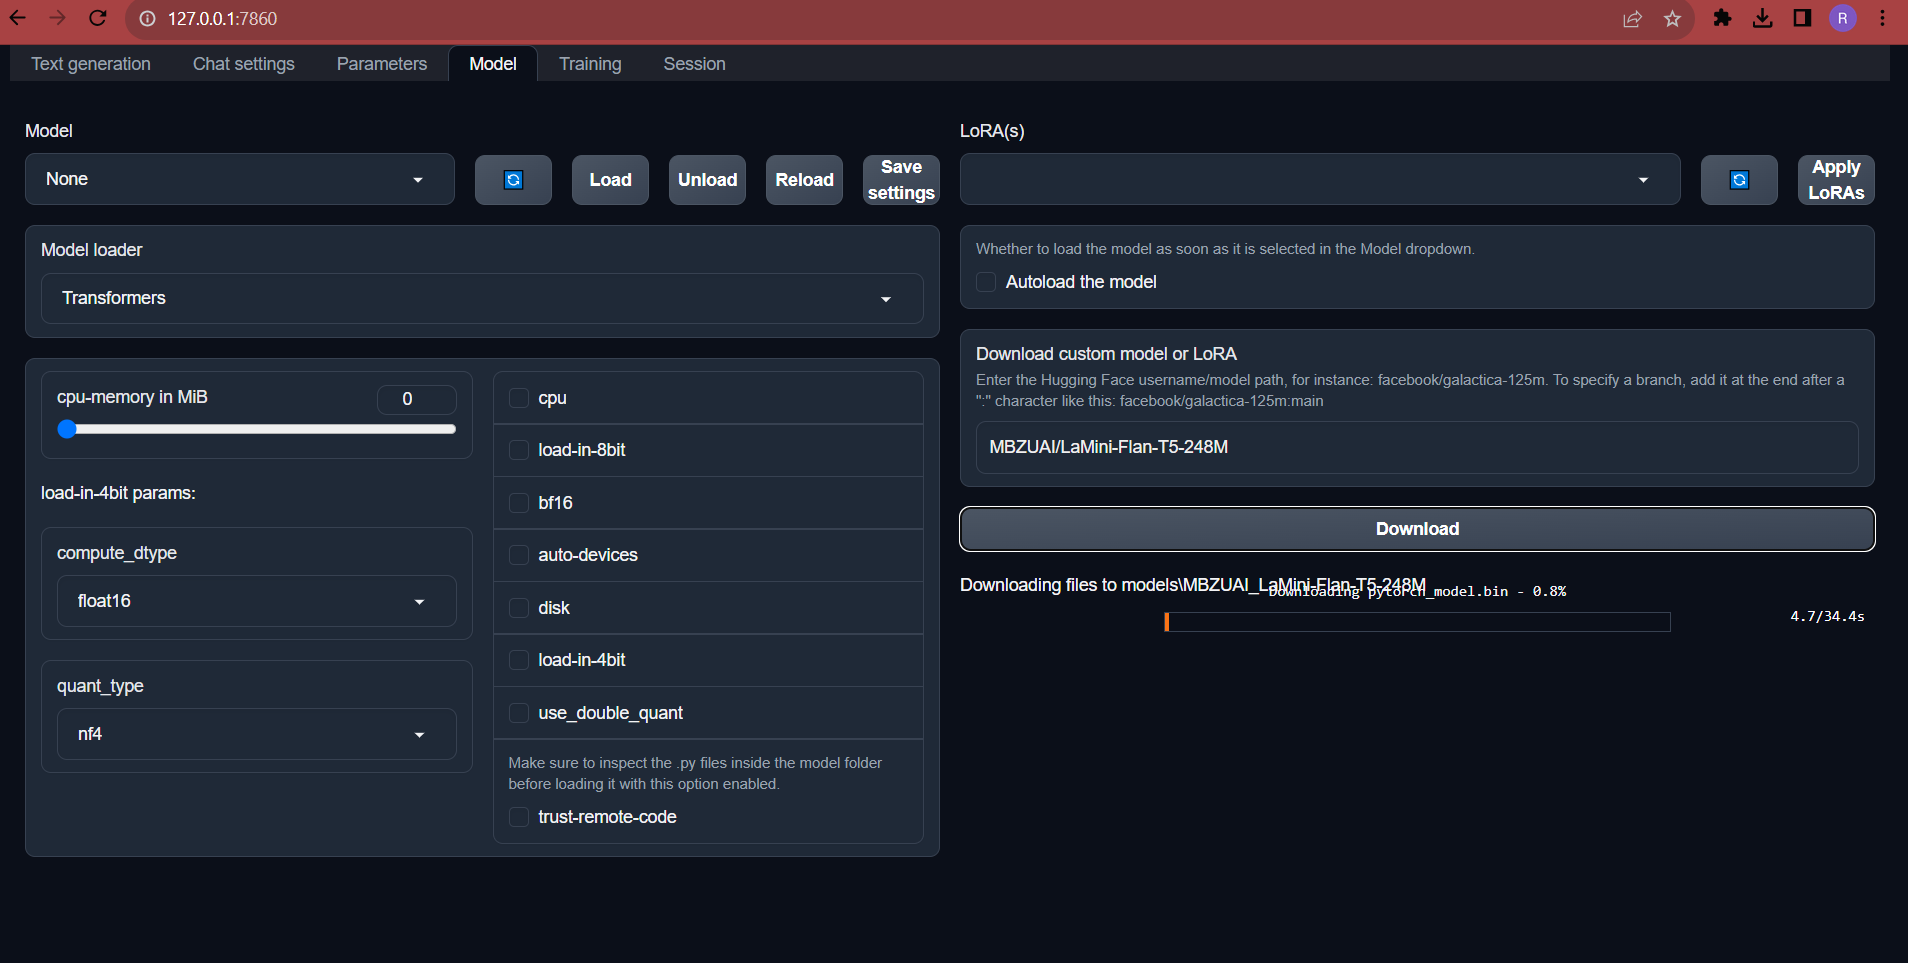 127.0.0.1:7860
R
Text generation
Chat settings
Parameters
Model
Training
Session
Model
None
Load
Unload
Reload
Save
settings
Model loader
Transformers
cpu-memory in MiB
0
load-in-4bit params:
compute_dtype
float16
quant_type
nf4
cpu
load-in-8bit
bf16
auto-devices
disk
load-in-4bit
use_double_quant
Make sure to inspect the .py files inside the model folder
before loading it with this option enabled.
trust-remote-code
LoRA(s)
Apply
LoRAs
Whether to load the model as soon as it is selected in the Model dropdown.
Autoload the model
Download custom model or LoRA
Enter the Hugging Face username/model path, for instance: facebook/galactica-125m. To specify a branch, add it at the end after a
":" character like this: facebook/galactica-125m:main
MBZUAI/LaMini-Flan-T5-248M
Download
Downloading files to models\MBZUAI_LaMini-Flan-T5-248M
Downloading pytorch_model.bin - 0.8%
4.7/34.4s